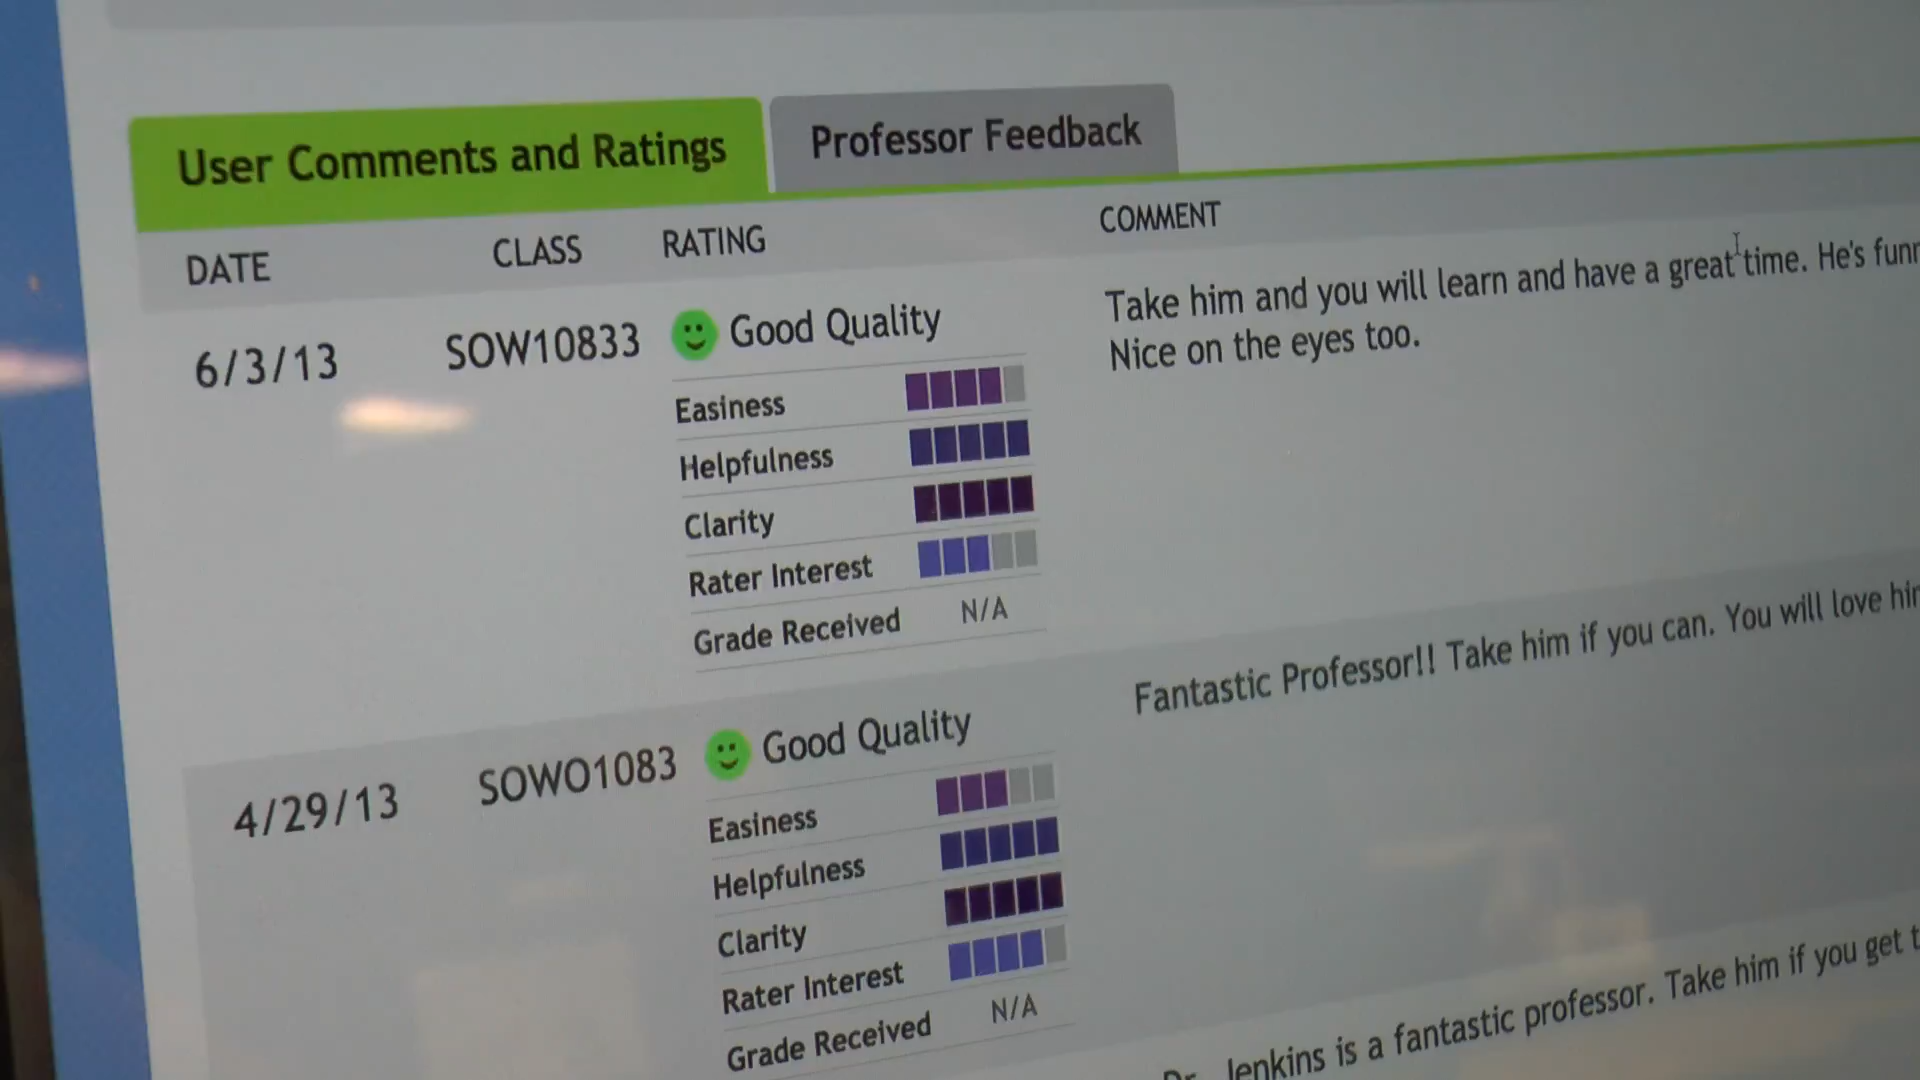 User Comments and Ratings
Professor Feedback
DATE CLASS RATING COMMENT
6/3/13 SOW10833 Good Quality
Easiness
Helpfulness
Clarity
Rater Interest
Grade Received N/A
Take him and you will learn and have a great time. He's
Nice on the eyes too.
4/29/13 SOWO1083 Good Quality
Easiness
Helpfulness
Clarity
Rater Interest
Grade Received N/A
Fantastic Professor!! Take him if you can. You will love
Jenkins is a fantastic professor. Take him if you get